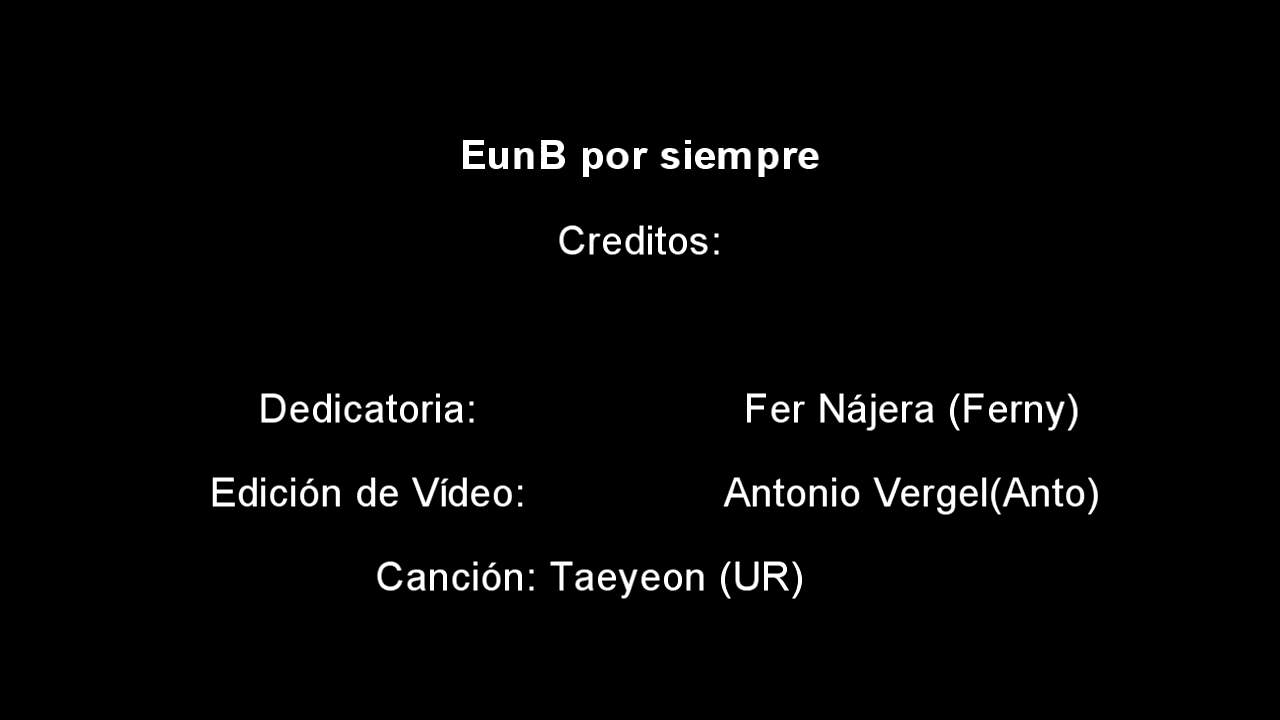 EunB por siempre
Creditos:
Dedicatoria: Fer Nájera (Ferny)
Edición de Vídeo: Antonio Vergel(Anto)
Canción: Taeyeon (UR)